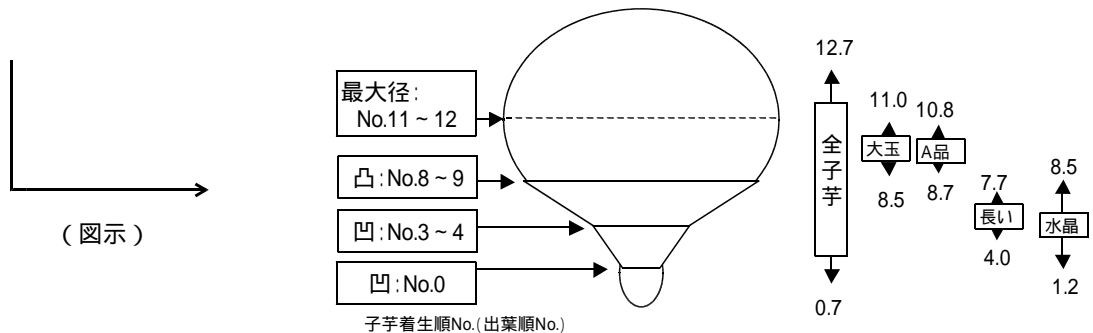 (図示)
最大径:
No.11~12
凸:No.8~9
凹:No.3~4
凹:No.0
子芋着生順No.(出葉順No.)
12.7
全子芋
0.7
11.0
大玉
8.5
10.8
A品
8.7
7.7
長い
4.0
8.5
水晶
1.2